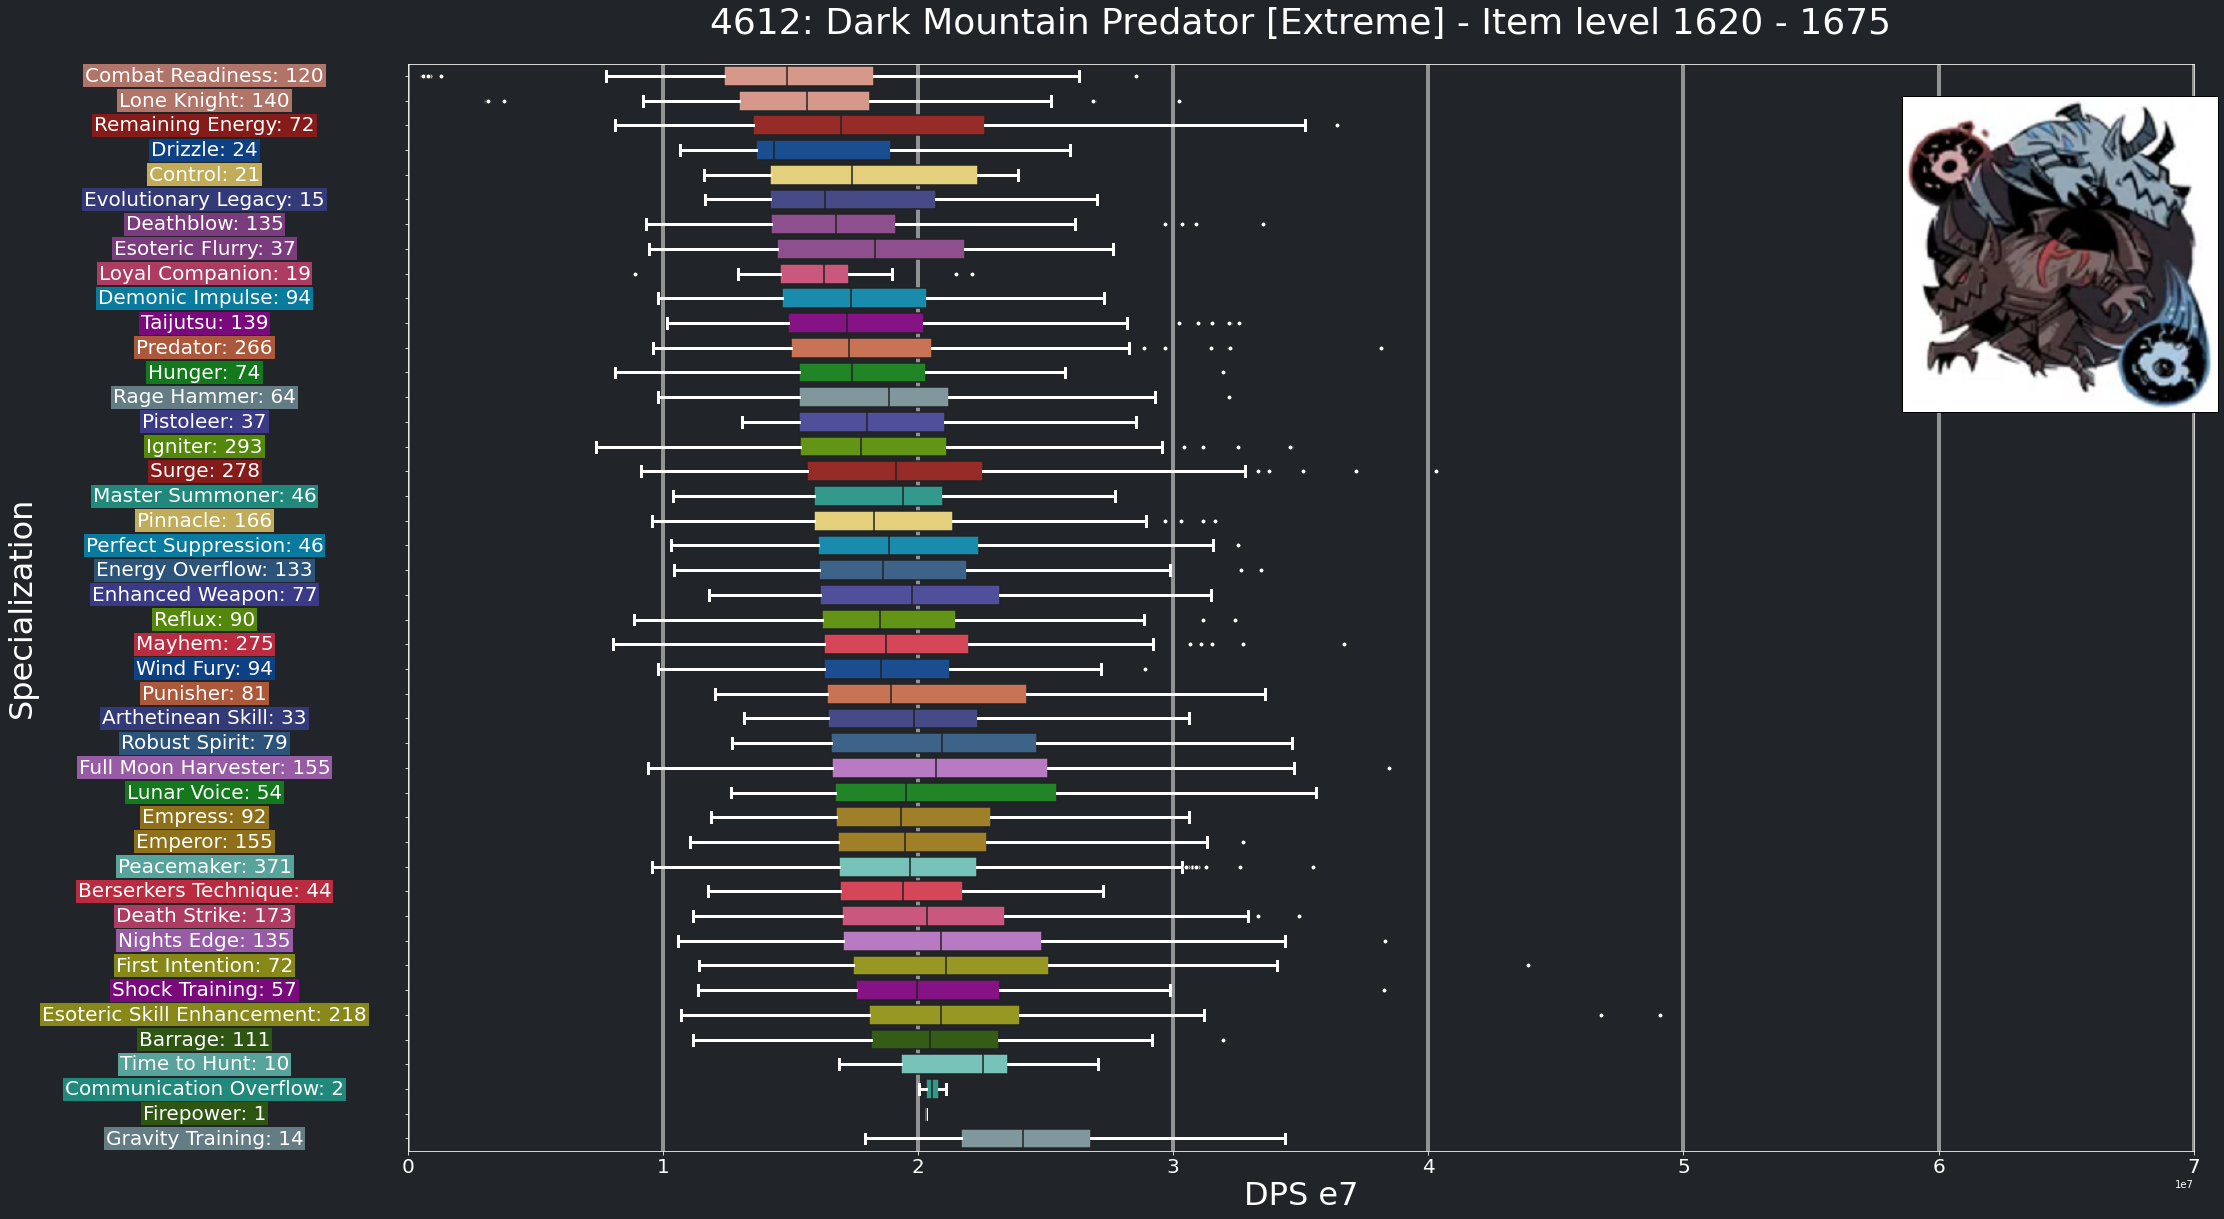 4612: Dark Mountain Predator [Extreme] - Item level 1620 - 1675
Combat Readiness: 120
Lone Knight: 140
Remaining Energy: 72
Drizzle: 24
Control: 21
Evolutionary Legacy: 15
Deathblow: 135
Esoteric Flurry: 37
Loyal Companion: 19
Demonic Impulse: 94
Taijutsu: 139
Predator: 266
Hunger: 74
Rage Hammer: 64
Pistoleer: 37
Igniter: 293
Surge: 278
Master Summoner: 46
Pinnacle: 166
Perfect Suppression: 46
Energy Overflow: 133
Enhanced Weapon: 77
Reflux: 90
Mayhem: 275
Wind Fury: 94
Punisher: 81
Arthetinean Skill: 33
Robust Spirit: 79
Full Moon Harvester: 155
Lunar Voice: 54
Empress: 92
Emperor: 155
Peacemaker: 371
Berserkers Technique: 44
Death Strike: 173
Nights Edge: 135
First Intention: 72
Shock Training: 57
Esoteric Skill Enhancement: 218
Barrage: 111
Time to Hunt: 10
Communication Overflow: 2
Firepower: 1
Gravity Training: 14
Specialization
0 1 2 3 4 5 6 7
DPS e7
1e7